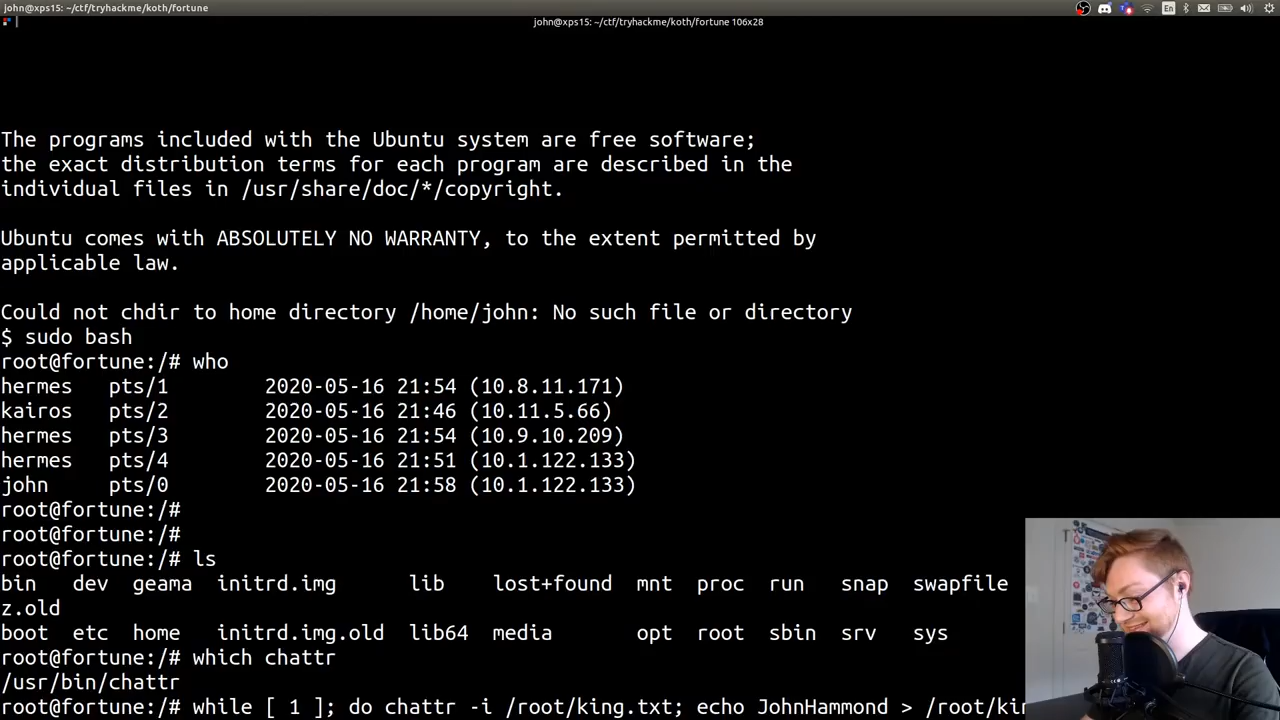 john@xps15: ~/ctf/tryhackme/koth/fortune
john@xps15: ~/ctf/tryhackme/koth/fortune 106x28
The programs included with the Ubuntu system are free software;
the exact distribution terms for each program are described in the
individual files in /usr/share/doc/*/copyright.
Ubuntu comes with ABSOLUTELY NO WARRANTY, to the extent permitted by
applicable law.
Could not chdir to home directory /home/john: No such file or directory
$ sudo bash
root@fortune:/# who
hermes   pts/1        2020-05-16 21:54 (10.8.11.171)
kairos   pts/2        2020-05-16 21:46 (10.11.5.66)
hermes   pts/3        2020-05-16 21:54 (10.9.10.209)
hermes   pts/4        2020-05-16 21:51 (10.1.122.133)
john     pts/0        2020-05-16 21:58 (10.1.122.133)
root@fortune:/#
root@fortune:/#
root@fortune:/# ls
bin   dev  geama  initrd.img      lib    lost+found  mnt  proc  run   snap  swapfile
z.old
boot  etc  home   initrd.img.old  lib64  media       opt  root  sbin  srv  sys
root@fortune:/# which chattr
/usr/bin/chattr
root@fortune:/# while [ 1 ]; do chattr -i /root/king.txt; echo JohnHammond > /root/kin